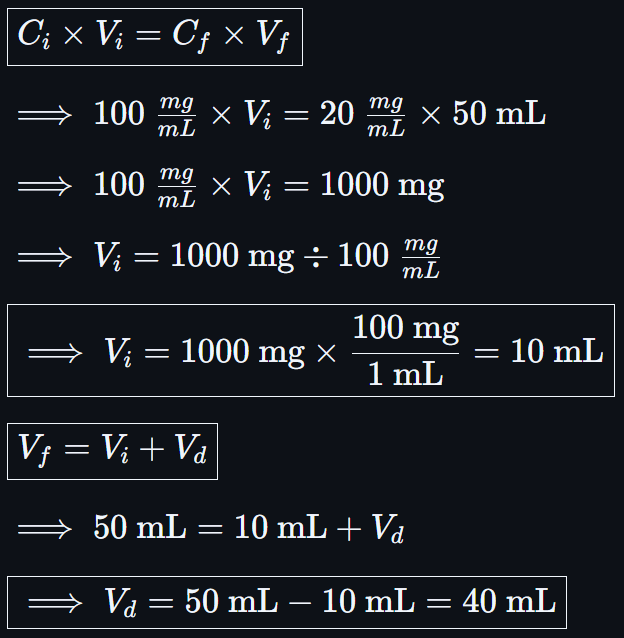 C_i × V_i = C_f × V_f
⟹ 100 mg/mL × V_i = 20 mg/mL × 50 mL
⟹ 100 mg/mL × V_i = 1000 mg
⟹ V_i = 1000 mg ÷ 100 mg/mL
⟹ V_i = 1000 mg × 100 mg/1 mL = 10 mL
V_f = V_i + V_d
⟹ 50 mL = 10 mL + V_d
⟹ V_d = 50 mL − 10 mL = 40 mL